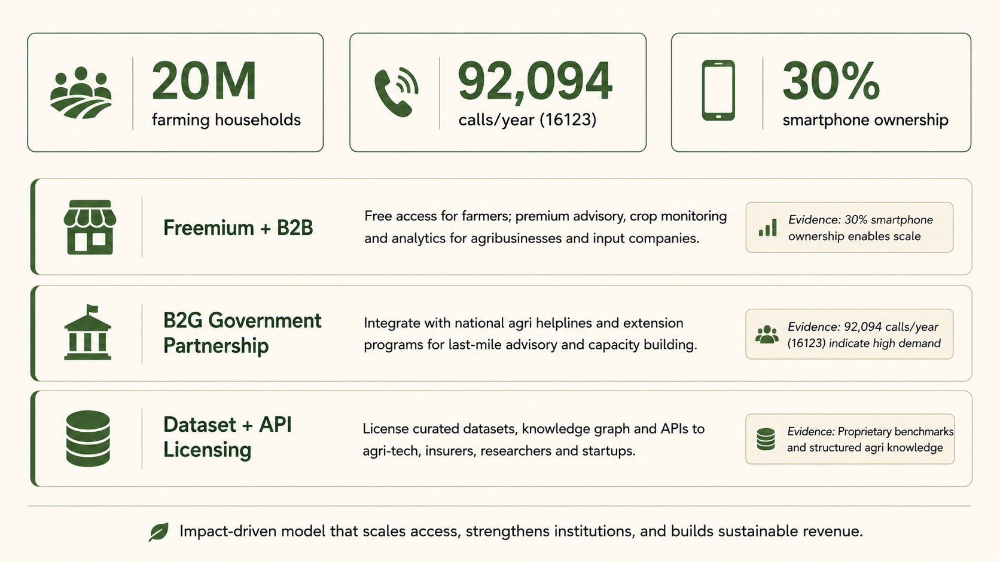 20M
farming households
92,094
calls/year (16123)
30%
smartphone ownership
Freemium + B2B
Free access for farmers; premium advisory, crop monitoring
and analytics for agribusinesses and input companies.
Evidence: 30% smartphone
ownership enables scale
B2G Government
Partnership
Integrate with national agri helplines and extension
programs for last-mile advisory and capacity building.
Evidence: 92,094 calls/year
(16123) indicate high demand
Dataset + API
Licensing
License curated datasets, knowledge graph and APIs to
agri-tech, insurers, researchers and startups.
Evidence: Proprietary benchmarks
and structured agri knowledge
Impact-driven model that scales access, strengthens institutions, and builds sustainable revenue.